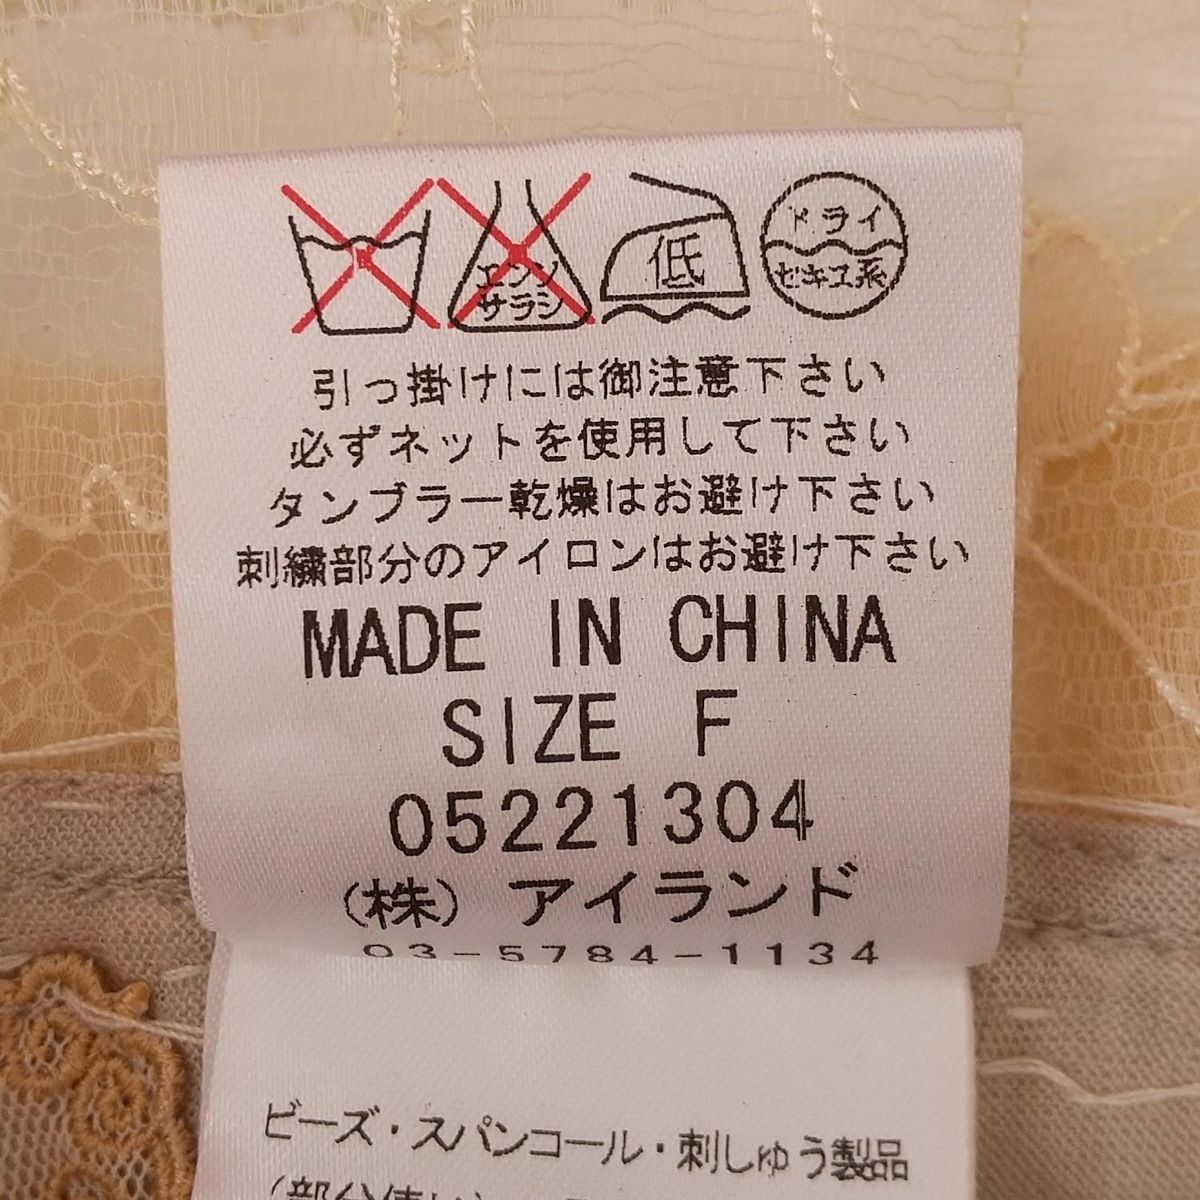 エンソ
サラシ
低
ドライ
セキユ系
引っ掛けには御注意下さい
必ずネットを使用して下さい
タンブラー乾燥はお避け下さい
刺繍部分のアイロンはお避け下さい
MADE IN CHINA
SIZE F
05221304
(株) アイランド
03-5784-1134
ビーズ・スパンコール・刺しゅう製品
(部分使い)